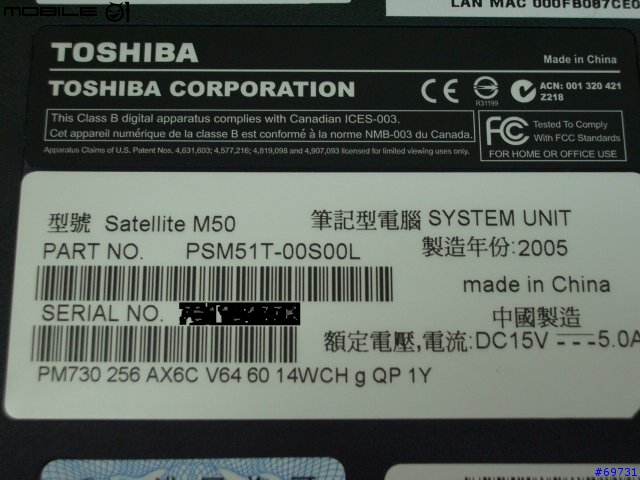 MOBILE 01
LAN MAC 000FB087CE0
TOSHIBA
Made in China
TOSHIBA CORPORATION
CE
R31199
ACN: 001 320 421
Z218
This Class B digital apparatus complies with Canadian ICES-003.
Cet appareil numérique de la classe B est conformé à la norme NMB-003 du Canada.
Apparatus Claims of U.S. Patent Nos. 4,631,603; 4,577,216; 4,819,098 and 4,907,093 licensed for limited viewing uses only.
FC Tested To Comply
With FCC Standards
FOR HOME OR OFFICE USE
型號 Satellite M50
筆記型電腦 SYSTEM UNIT
PART NO. PSM51T-00S00L
製造年份:2005
made in China
SERIAL NO.
中國製造
額定電壓,電流:DC15V 5.0A
PM730 256 AX6C V64 60 14WCH g QP 1Y
#69731